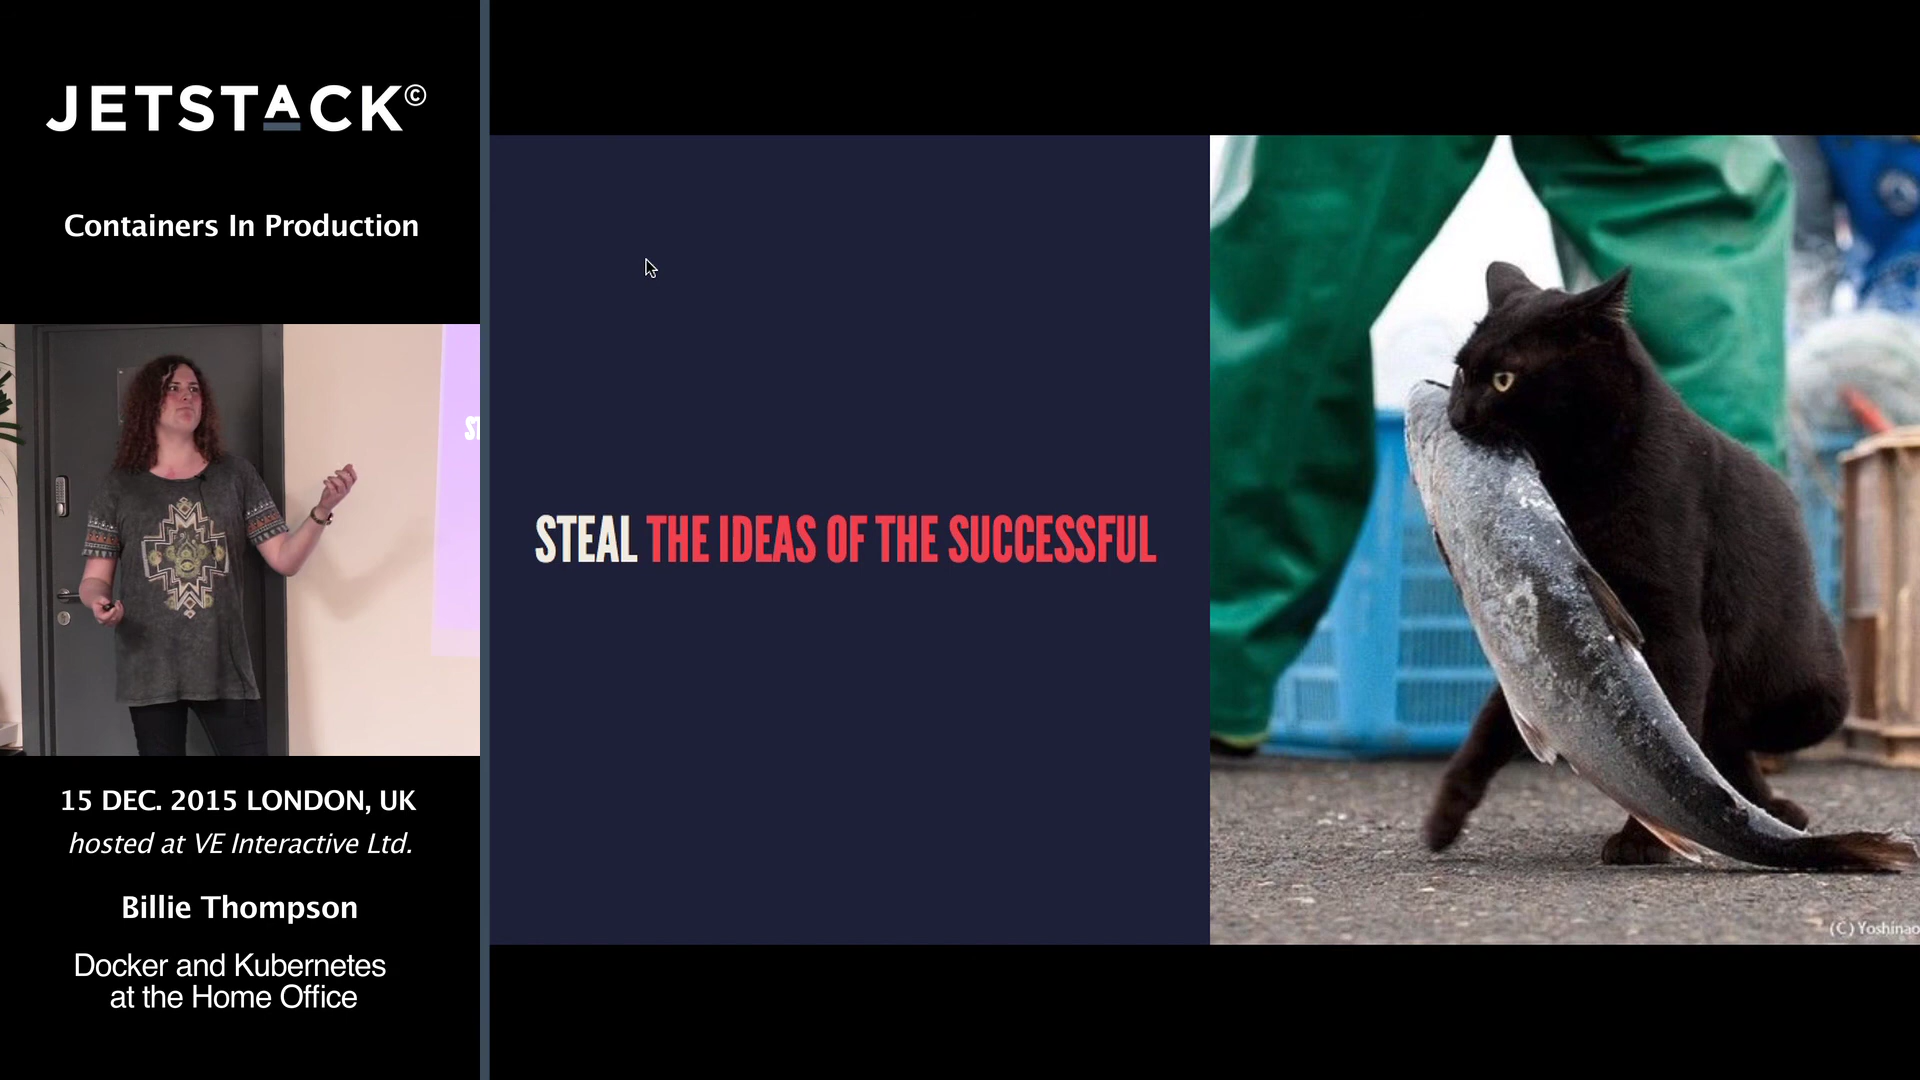 JETSTACK©
Containers In Production
15 DEC. 2015 LONDON, UK
hosted at VE Interactive Ltd.
Billie Thompson
Docker and Kubernetes
at the Home Office
STEAL THE IDEAS OF THE SUCCESSFUL
(C) Yoshinao